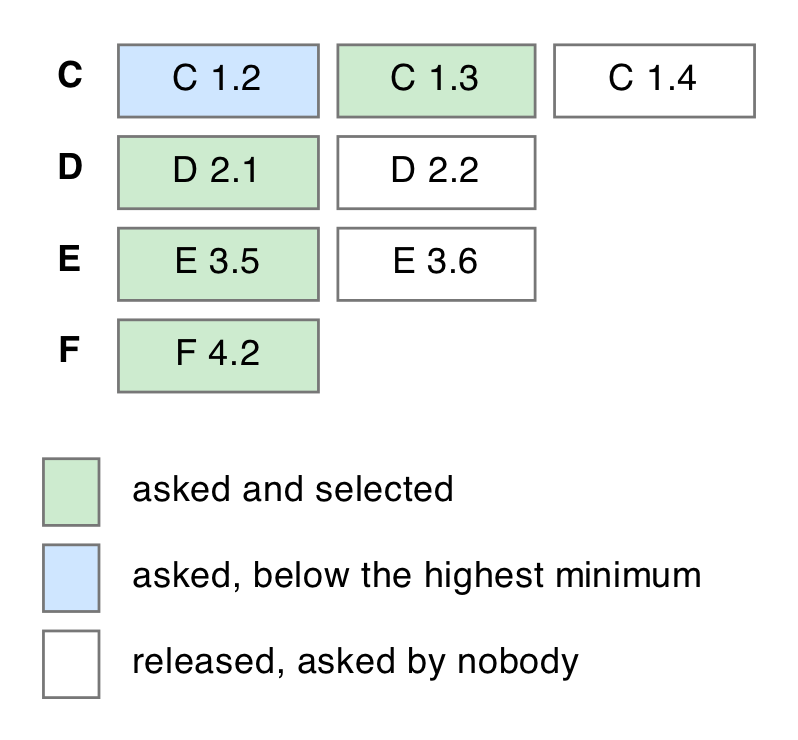 C C 1.2 C 1.3 C 1.4
D D 2.1 D 2.2
E E 3.5 E 3.6
F F 4.2
asked and selected
asked, below the highest minimum
released, asked by nobody